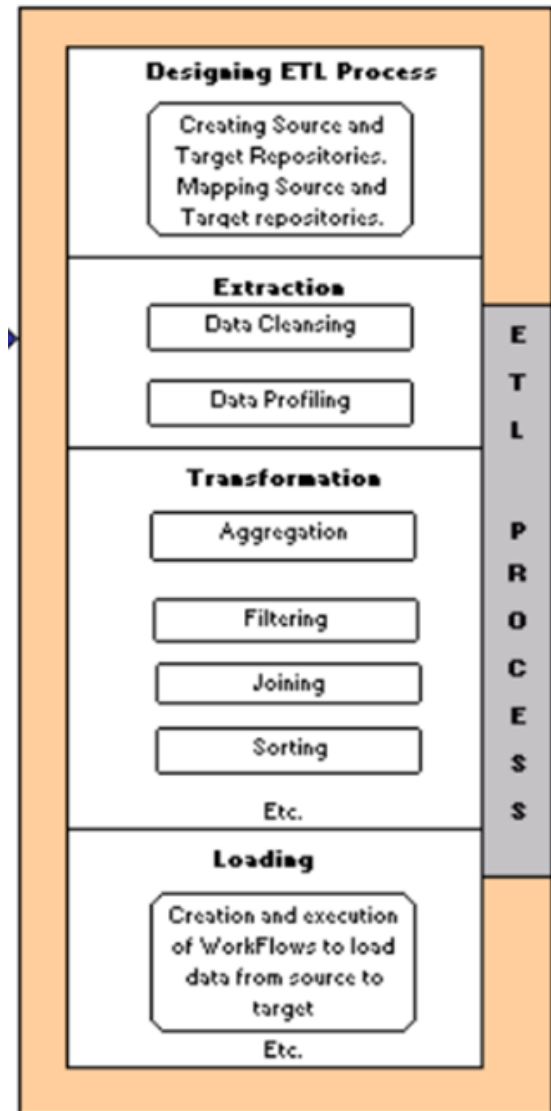 Designing ETL Process
Creating Source and
Target Repositories.
Mapping Source and
Target repositories.
Extraction
Data Cleansing
Data Profiling
Transformation
Aggregation
Filtering
Joining
Sorting
Etc.
Loading
Creation and execution
of WorkFlows to load
data from source to
target
Etc.
ETL PROCESS